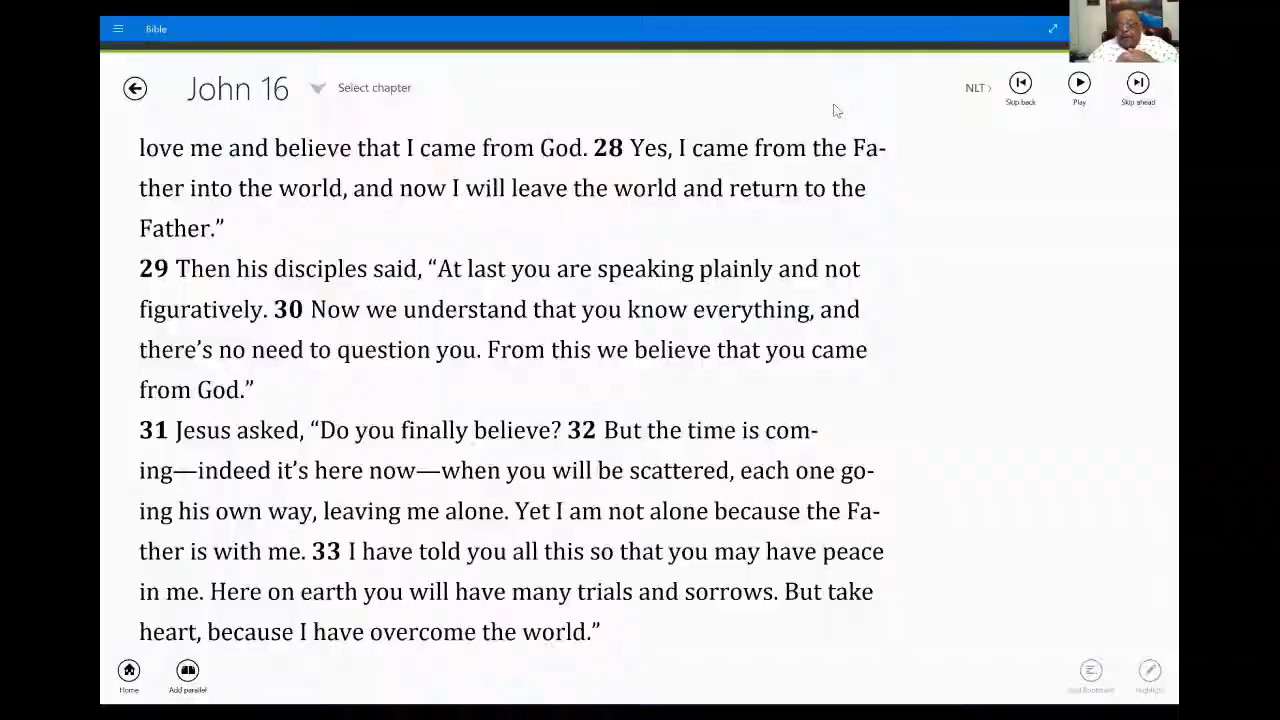 Bible
John 16
Select chapter
NLT
Skip back
Play
Skip ahead
love me and believe that I came from God. 28 Yes, I came from the Fa-
ther into the world, and now I will leave the world and return to the
Father.”
29 Then his disciples said, “At last you are speaking plainly and not
figuratively. 30 Now we understand that you know everything, and
there’s no need to question you. From this we believe that you came
from God.”
31 Jesus asked, “Do you finally believe? 32 But the time is com-
ing—indeed it’s here now—when you will be scattered, each one go-
ing his own way, leaving me alone. Yet I am not alone because the Fa-
ther is with me. 33 I have told you all this so that you may have peace
in me. Here on earth you will have many trials and sorrows. But take
heart, because I have overcome the world.”
Home
Add parallel
Add Bookmark
Highlight